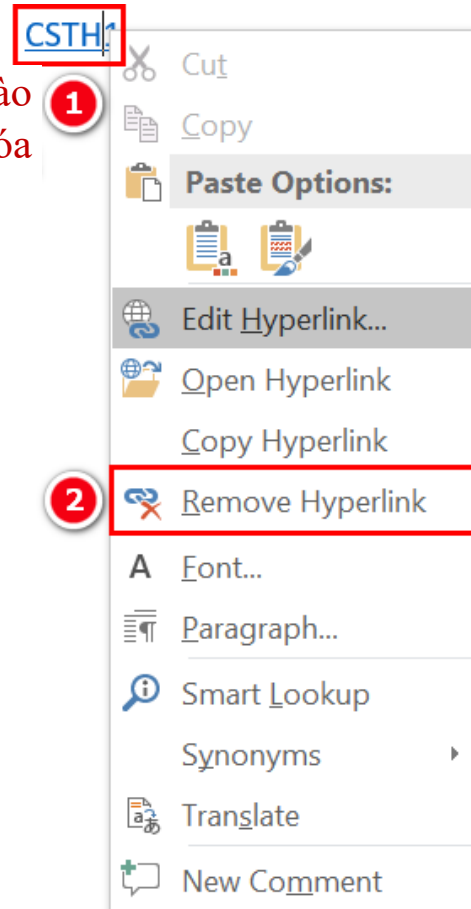 CSTH1
1
ào
óa
Cut
Copy
Paste Options:
a
Edit Hyperlink...
Open Hyperlink
Copy Hyperlink
2
Remove Hyperlink
A Font...
Paragraph...
Smart Lookup
Synonyms
Translate
New Comment